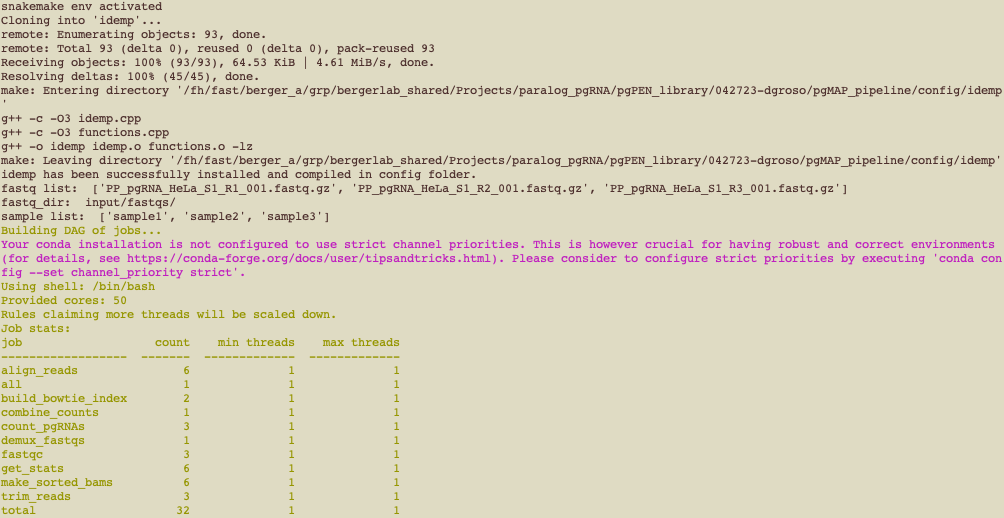 snakemake env activated
Cloning into 'idemp'...
remote: Enumerating objects: 93, done.
remote: Total 93 (delta 0), reused 0 (delta 0), pack-reused 93
Receiving objects: 100% (93/93), 64.53 KiB | 4.61 MiB/s, done.
Resolving deltas: 100% (45/45), done.
make: Entering directory '/fh/fast/berger_a/grp/bergerlab_shared/Projects/paralog_pgRNA/pgPEN_library/042723-dgroso/pgMAP_pipeline/config/idemp
'
g++ -c -O3 idemp.cpp
g++ -c -O3 functions.cpp
g++ -o idemp idemp.o functions.o -lz
make: Leaving directory '/fh/fast/berger_a/grp/bergerlab_shared/Projects/paralog_pgRNA/pgPEN_library/042723-dgroso/pgMAP_pipeline/config/idemp'
idemp has been successfully installed and compiled in config folder.
fastq list:  ['PP_pgRNA_HeLa_S1_R1_001.fastq.gz', 'PP_pgRNA_HeLa_S1_R2_001.fastq.gz', 'PP_pgRNA_HeLa_S1_R3_001.fastq.gz']
fastq_dir:  input/fastqs/
sample list:  ['sample1', 'sample2', 'sample3']
Building DAG of jobs...
Your conda installation is not configured to use strict channel priorities. This is however crucial for having robust and correct environments
(for details, see https://conda-forge.org/docs/user/tipsandtricks.html). Please consider to configure strict priorities by executing 'conda con
fig --set channel_priority strict'.
Using shell: /bin/bash
Provided cores: 50
Rules claiming more threads will be scaled down.
Job stats:
job                   count    min threads    max threads
------------------  -------  -------------  -------------
align_reads               6              1              1
all                       1              1              1
build_bowtie_index        2              1              1
combine_counts            1              1              1
count_pgRNAs              3              1              1
demux_fastqs              1              1              1
fastqc                    3              1              1
get_stats                 6              1              1
make_sorted_bams          6              1              1
trim_reads                3              1              1
total                    32              1              1